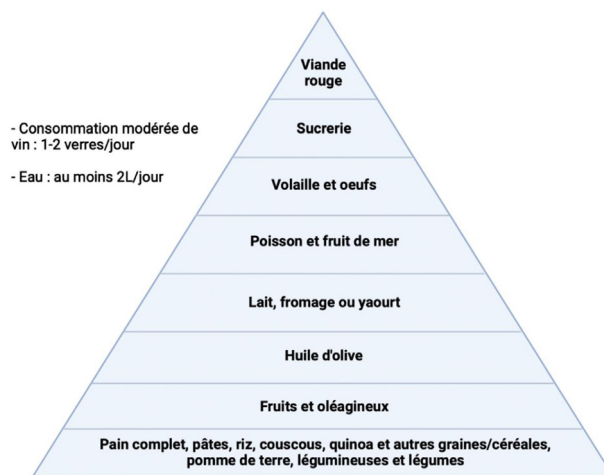 Viande
rouge
- Consommation modérée de
vin : 1-2 verres/jour
- Eau : au moins 2L/jour
Sucrerie
Volaille et oeufs
Poisson et fruit de mer
Lait, fromage ou yaourt
Huile d'olive
Fruits et oléagineux
Pain complet, pâtes, riz, couscous, quinoa et autres graines/céréales,
pomme de terre, légumineuses et légumes